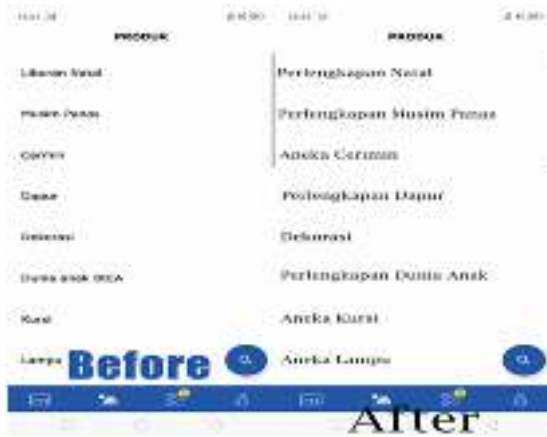 PRODUK
Liburan Natal
Musim Panas
Cermin
Dapur
Dekorasi
Dunia anak IKEA
Kursi
Lampu
Before
PRODUK
Perlengkapan Natal
Perlengkapan Musim Panas
Aneka Cermin
Perlengkapan Dapur
Dekorasi
Perlengkapan Dunia Anak
Aneka Kursi
Aneka Lampu
After